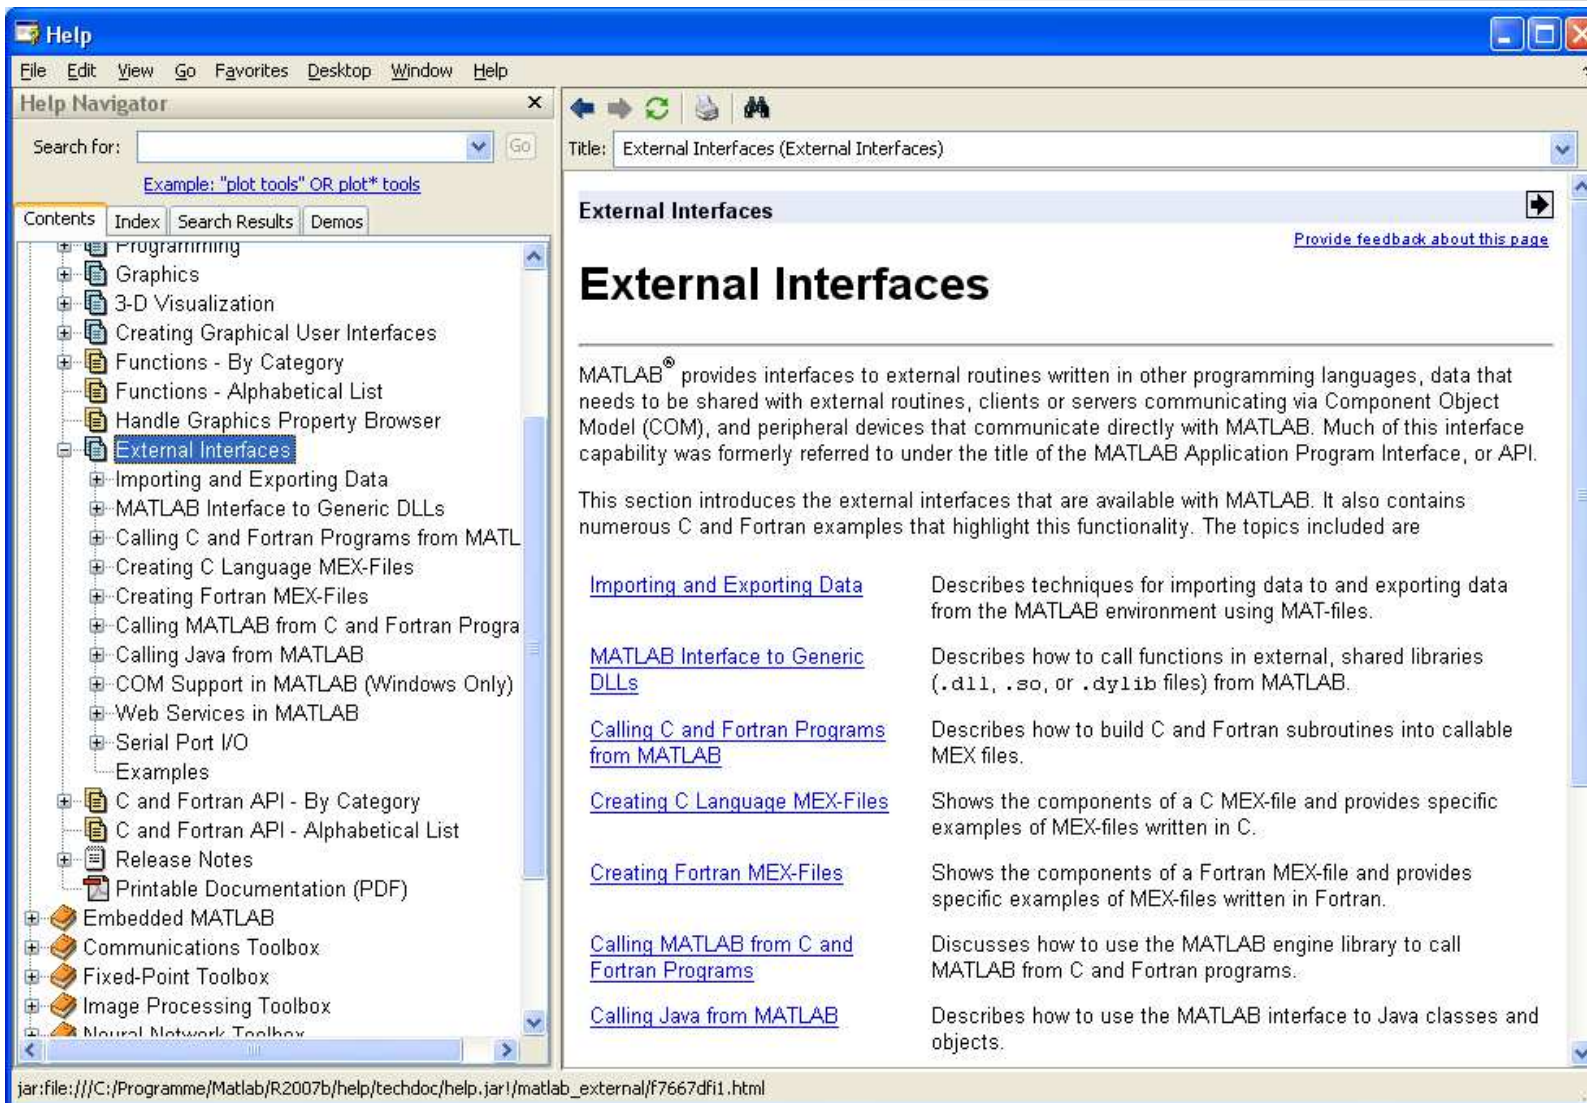 Help
File Edit View Go Favorites Desktop Window Help
Help Navigator
Search for:
Go
Example: "plot tools" OR plot* tools
Contents Index Search Results Demos
Programming
Graphics
3-D Visualization
Creating Graphical User Interfaces
Functions - By Category
Functions - Alphabetical List
Handle Graphics Property Browser
External Interfaces
Importing and Exporting Data
MATLAB Interface to Generic DLLs
Calling C and Fortran Programs from MATL
Creating C Language MEX-Files
Creating Fortran MEX-Files
Calling MATLAB from C and Fortran Progra
Calling Java from MATLAB
COM Support in MATLAB (Windows Only)
Web Services in MATLAB
Serial Port I/O
Examples
C and Fortran API - By Category
C and Fortran API - Alphabetical List
Release Notes
Printable Documentation (PDF)
Embedded MATLAB
Communications Toolbox
Fixed-Point Toolbox
Image Processing Toolbox
Neural Network Toolbox
Title: External Interfaces (External Interfaces)
External Interfaces
Provide feedback about this page
External Interfaces
MATLAB® provides interfaces to external routines written in other programming languages, data that
needs to be shared with external routines, clients or servers communicating via Component Object
Model (COM), and peripheral devices that communicate directly with MATLAB. Much of this interface
capability was formerly referred to under the title of the MATLAB Application Program Interface, or API.
This section introduces the external interfaces that are available with MATLAB. It also contains
numerous C and Fortran examples that highlight this functionality. The topics included are
Importing and Exporting Data
Describes techniques for importing data to and exporting data
from the MATLAB environment using MAT-files.
MATLAB Interface to Generic
DLLs
Describes how to call functions in external, shared libraries
(.dll, .so, or .dylib files) from MATLAB.
Calling C and Fortran Programs
from MATLAB
Describes how to build C and Fortran subroutines into callable
MEX files.
Creating C Language MEX-Files
Shows the components of a C MEX-file and provides specific
examples of MEX-files written in C.
Creating Fortran MEX-Files
Shows the components of a Fortran MEX-file and provides
specific examples of MEX-files written in Fortran.
Calling MATLAB from C and
Fortran Programs
Discusses how to use the MATLAB engine library to call
MATLAB from C and Fortran programs.
Calling Java from MATLAB
Describes how to use the MATLAB interface to Java classes and
objects.
jar:file:///C:/Programme/Matlab/R2007b/help/techdoc/help.jar!/matlab_external/f7667dfi1.html